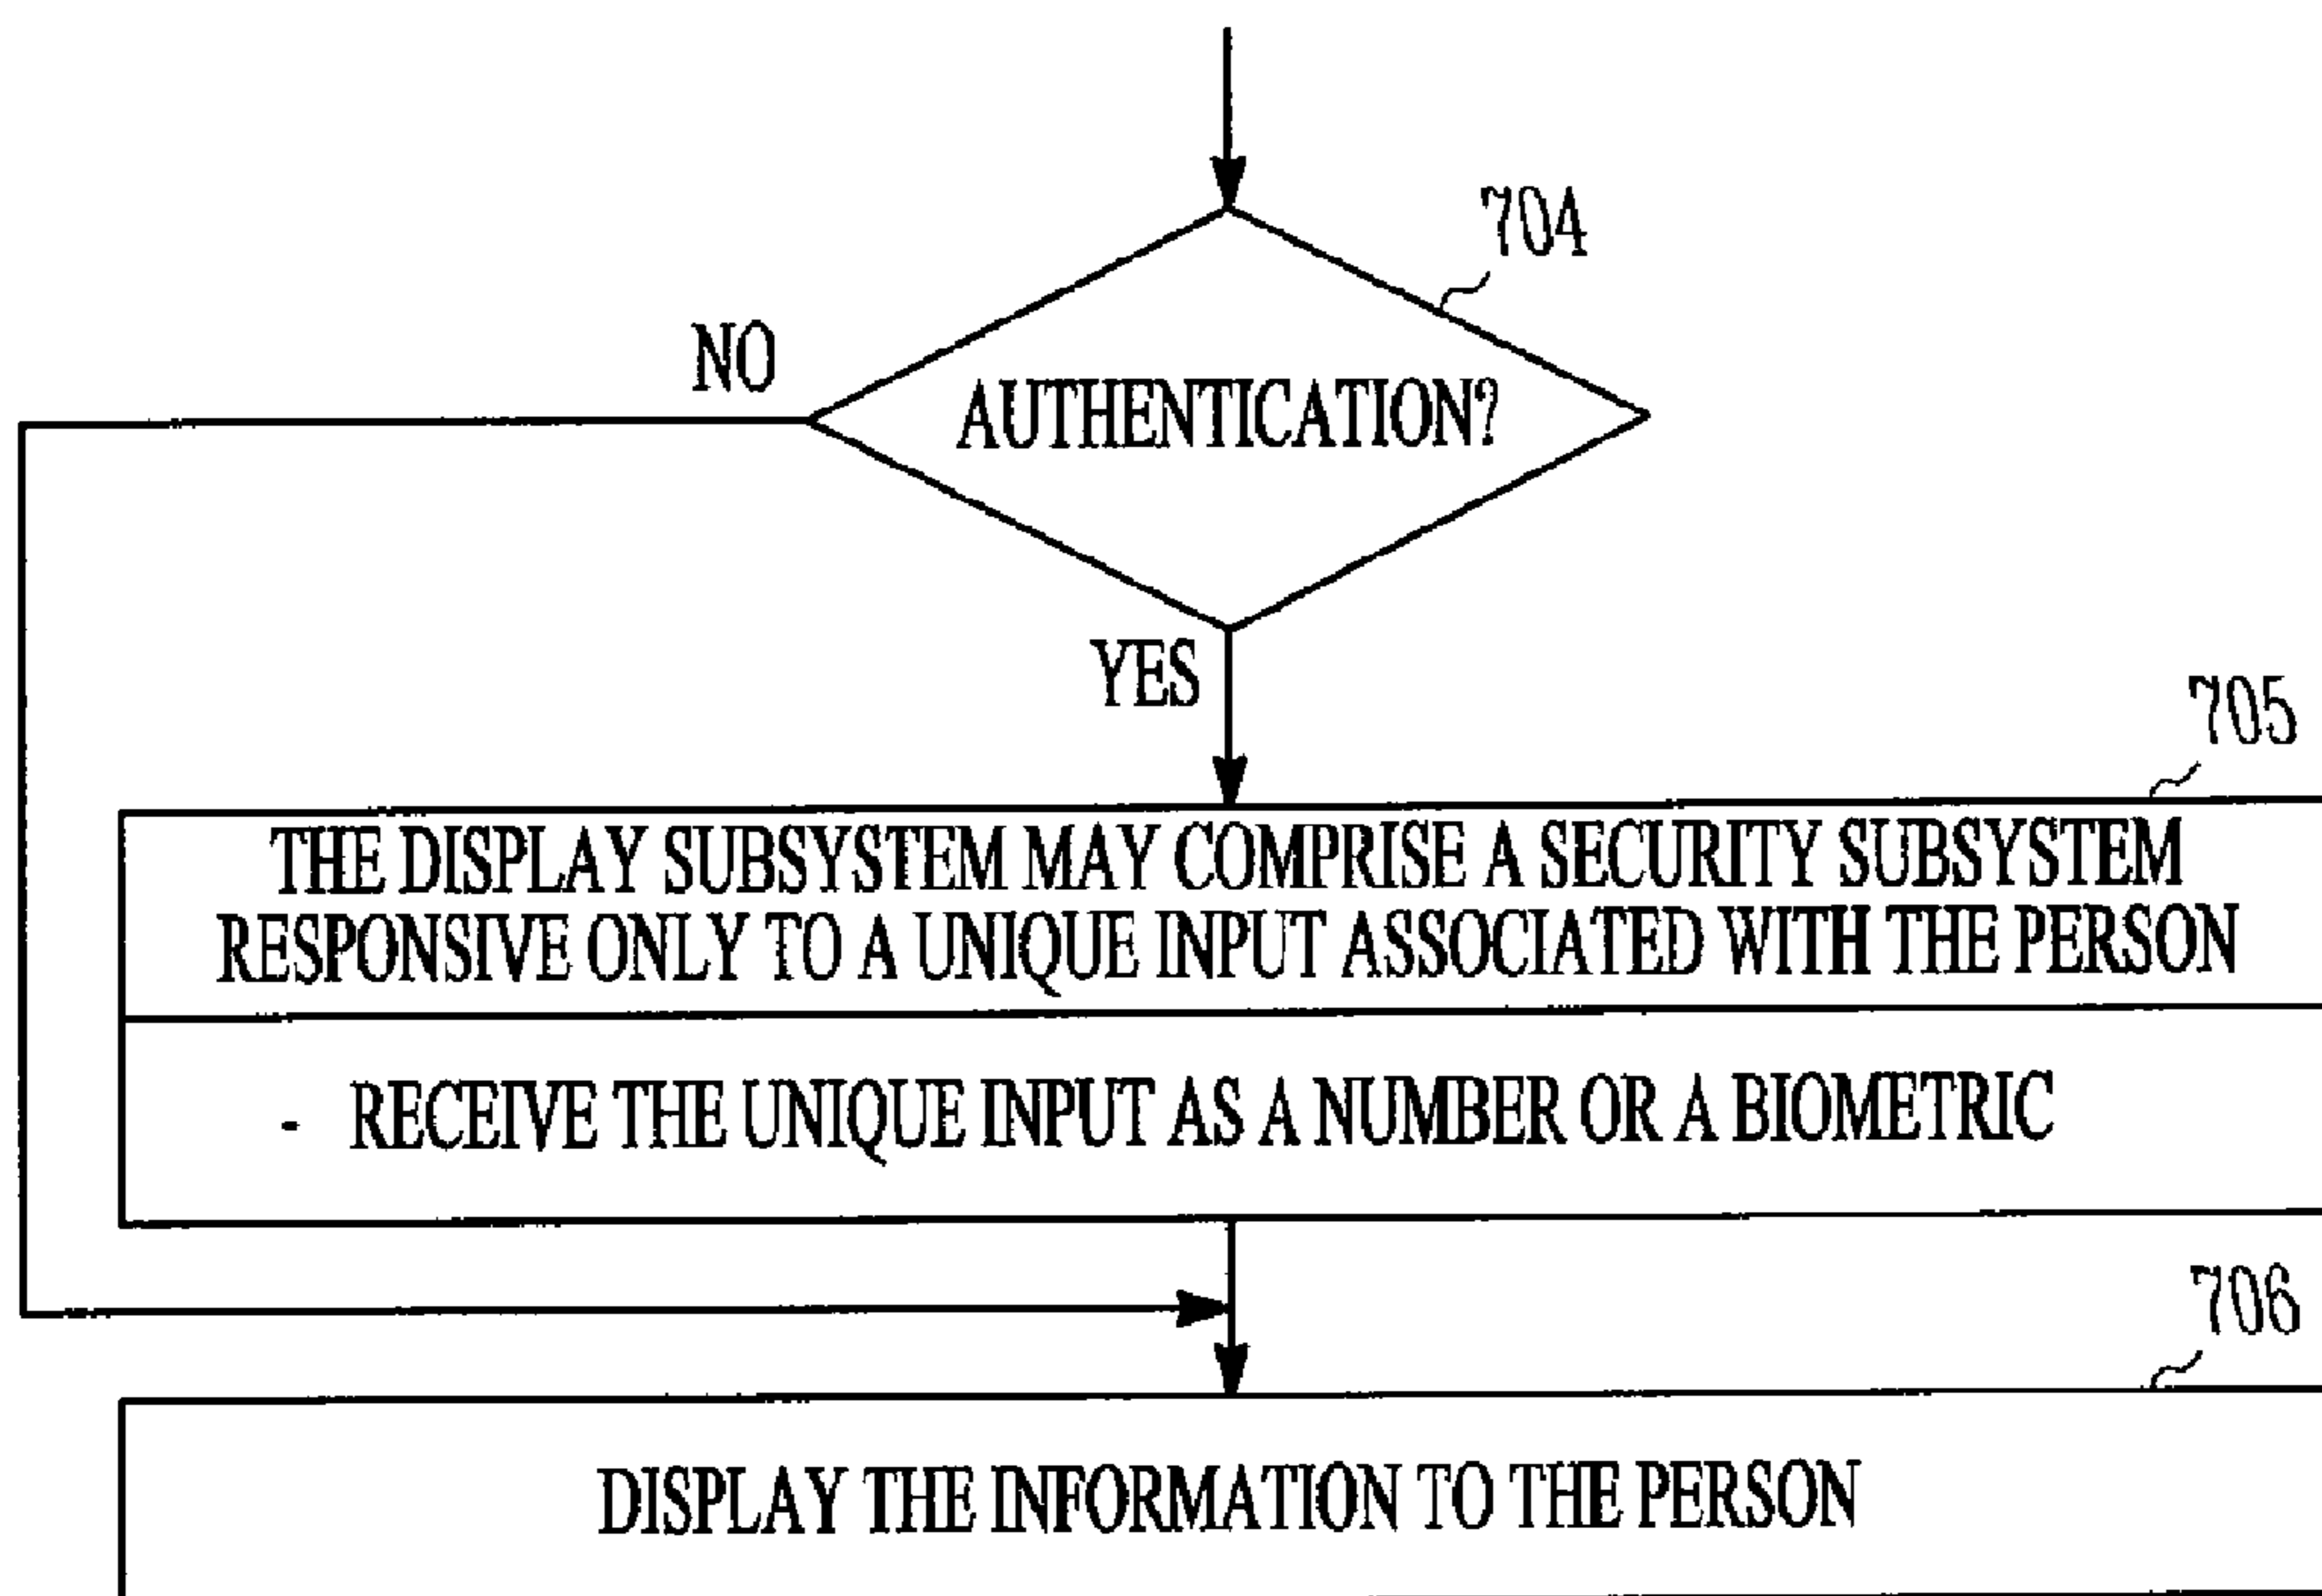 704
NO
AUTHENTICATION?
YES
705
THE DISPLAY SUBSYSTEM MAY COMPRISE A SECURITY SUBSYSTEM
RESPONSIVE ONLY TO A UNIQUE INPUT ASSOCIATED WITH THE PERSON
- RECEIVE THE UNIQUE INPUT AS A NUMBER OR A BIOMETRIC
706
DISPLAY THE INFORMATION TO THE PERSON